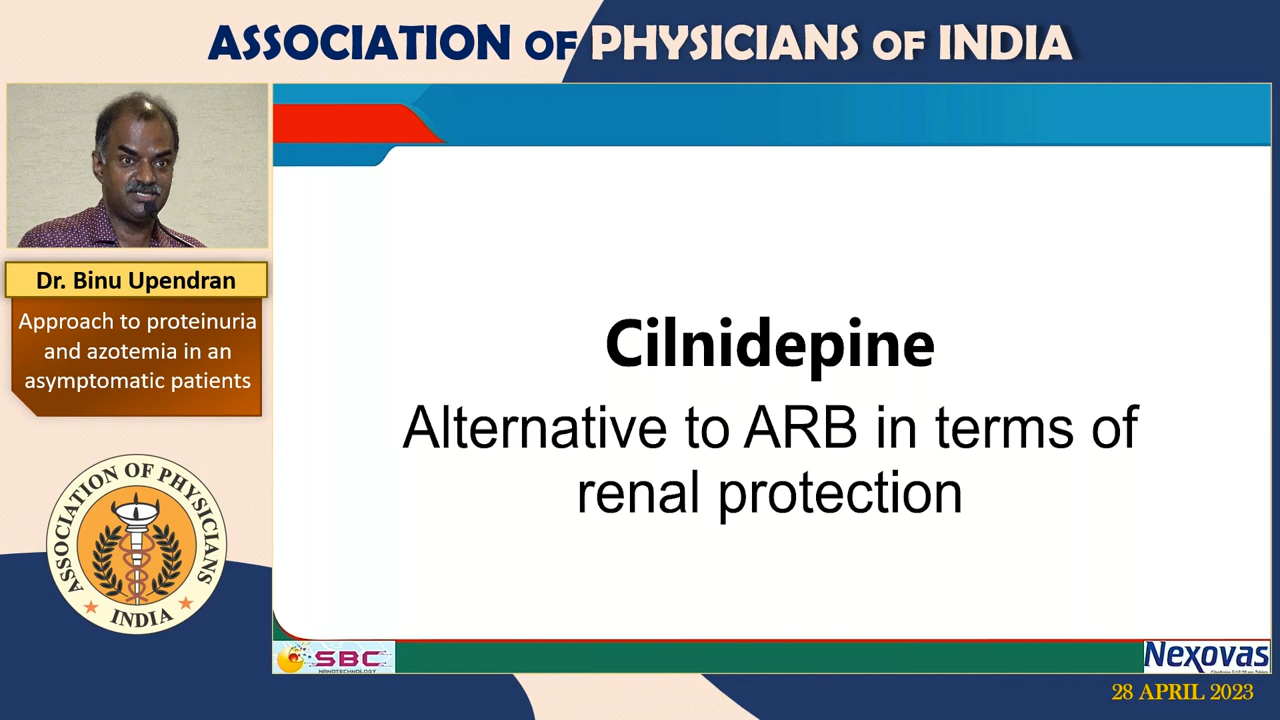 ASSOCIATION OF PHYSICIANS OF INDIA
Dr. Binu Upendran
Approach to proteinuria
and azotemia in an
asymptomatic patients
ASSOCIATION OF PHYSICIANS
INDIA
Cilnidepine
Alternative to ARB in terms of
renal protection
SBC
NANOTECHNOLOGY
Nexovas
28 APRIL 2023